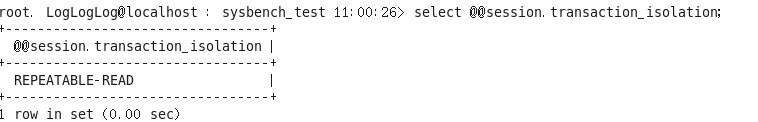 root. LogLogLog@localhost : sysbench_test 11:00:26> select @@session. transaction_isolation;
+---------------------------------+
@@session. transaction_isolation |
+---------------------------------+
REPEATABLE-READ |
+---------------------------------+
1 row in set (0.00 sec)